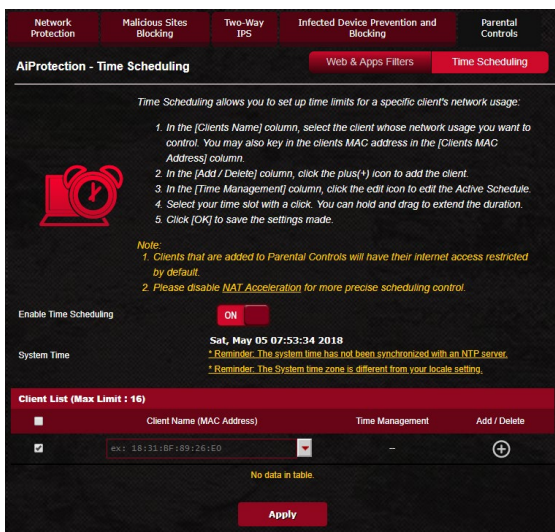 Network Protection
Malicious Sites Blocking
Two-Way IPS
Infected Device Prevention and Blocking
Parental Controls
AiProtection - Time Scheduling
Web & Apps Filters
Time Scheduling
Time Scheduling allows you to set up time limits for a specific client's network usage:
1. In the [Clients Name] column, select the client whose network usage you want to
control. You may also key in the clients MAC address in the [Clients MAC
Address] column.
2. In the [Add / Delete] column, click the plus(+) icon to add the client.
3. In the [Time Management] column, click the edit icon to edit the Active Schedule.
4. Select your time slot with a click. You can hold and drag to extend the duration.
5. Click [OK] to save the settings made.
Note:
1. Clients that are added to Parental Controls will have their internet access restricted
by default.
2. Please disable NAT Acceleration for more precise scheduling control.
Enable Time Scheduling
ON
System Time
Sat, May 05 07:53:34 2018
* Reminder: The system time has not been synchronized with an NTP server.
* Reminder: The System time zone is different from your locale setting.
Client List (Max Limit : 16)
Client Name (MAC Address)
Time Management
Add / Delete
ex: 18:31:BF:89:26:E0
–
No data in table.
Apply